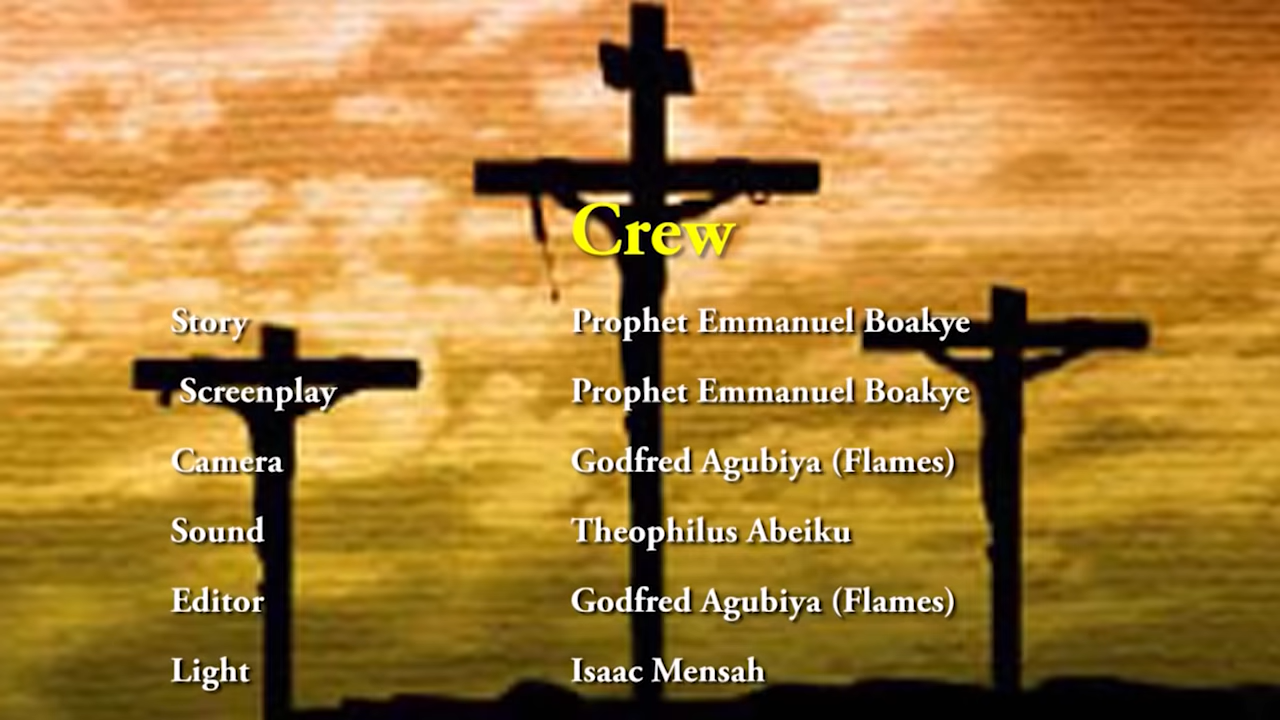 Crew
Story Prophet Emmanuel Boakye
Screenplay Prophet Emmanuel Boakye
Camera Godfred Agubiya (Flames)
Sound Theophilus Abeiku
Editor Godfred Agubiya (Flames)
Light Isaac Mensah